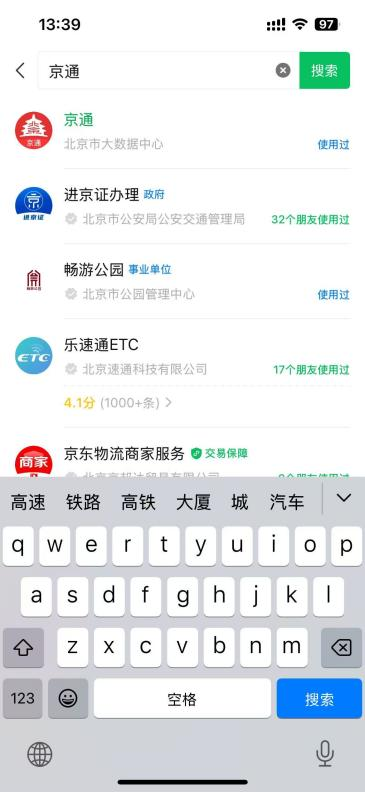 13:39
97
京通
搜索
京通
京通
北京市大数据中心
使用过
进京证办理 政府
京
进京证
北京市公安局公安交通管理局
32个朋友使用过
畅游公园 事业单位
北京市公园管理中心
使用过
乐速通ETC
ETC
北京速通科技有限公司
17个朋友使用过
4.1分 (1000+条)
京东物流商家服务 交易保障
商家
高速 铁路 高铁 大厦 城 汽车
q w e r t y u i o p
a s d f g h j k l
z x c v b n m
123 空格 搜索